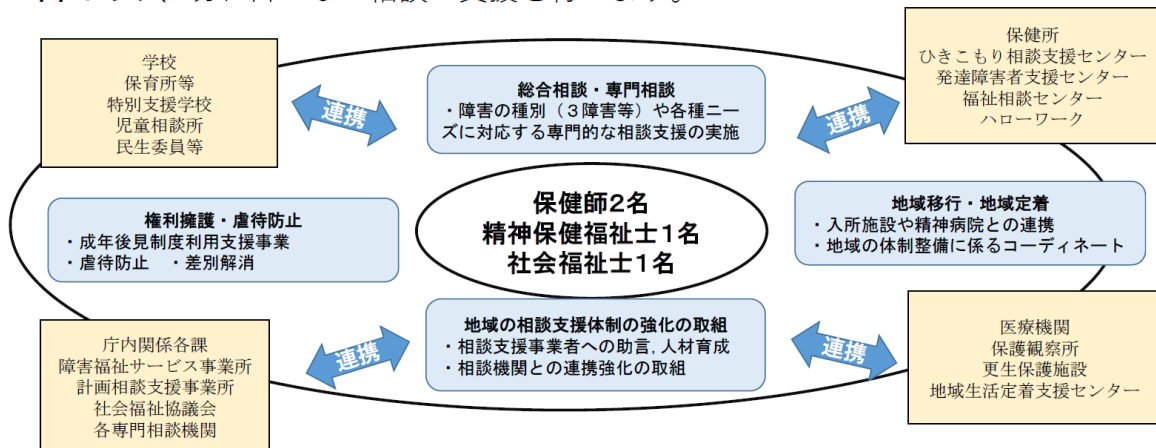 学校
保育所等
特別支援学校
児童相談所
民生委員等
連携
総合相談・専門相談
・障害の種別（３障害等）や各種ニー
ズに対応する専門的な相談支援の実施
連携
保健所
ひきこもり相談支援センター
発達障害者支援センター
福祉相談センター
ハローワーク
権利擁護・虐待防止
・成年後見制度利用支援事業
・虐待防止　・差別解消
保健師２名
精神保健福祉士１名
社会福祉士１名
地域移行・地域定着
・入所施設や精神病院との連携
・地域の体制整備に係るコーディネート
庁内関係各課
障害福祉サービス事業所
計画相談支援事業所
社会福祉協議会
各専門相談機関
連携
地域の相談支援体制の強化の取組
・相談支援事業者への助言，人材育成
・相談機関との連携強化の取組
連携
医療機関
保護観察所
更生保護施設
地域生活定着支援センター